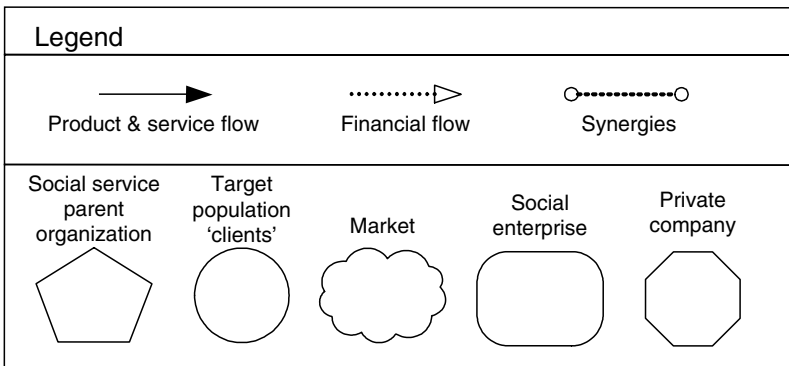 Legend
Product & service flow
Financial flow
Synergies
Social service
parent
organization
Target
population
‘clients’
Market
Social
enterprise
Private
company